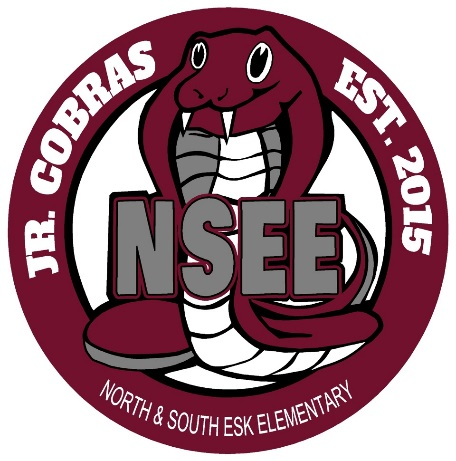 JR. COBRAS
EST. 2015
NSEE
NORTH & SOUTH ESK ELEMENTARY